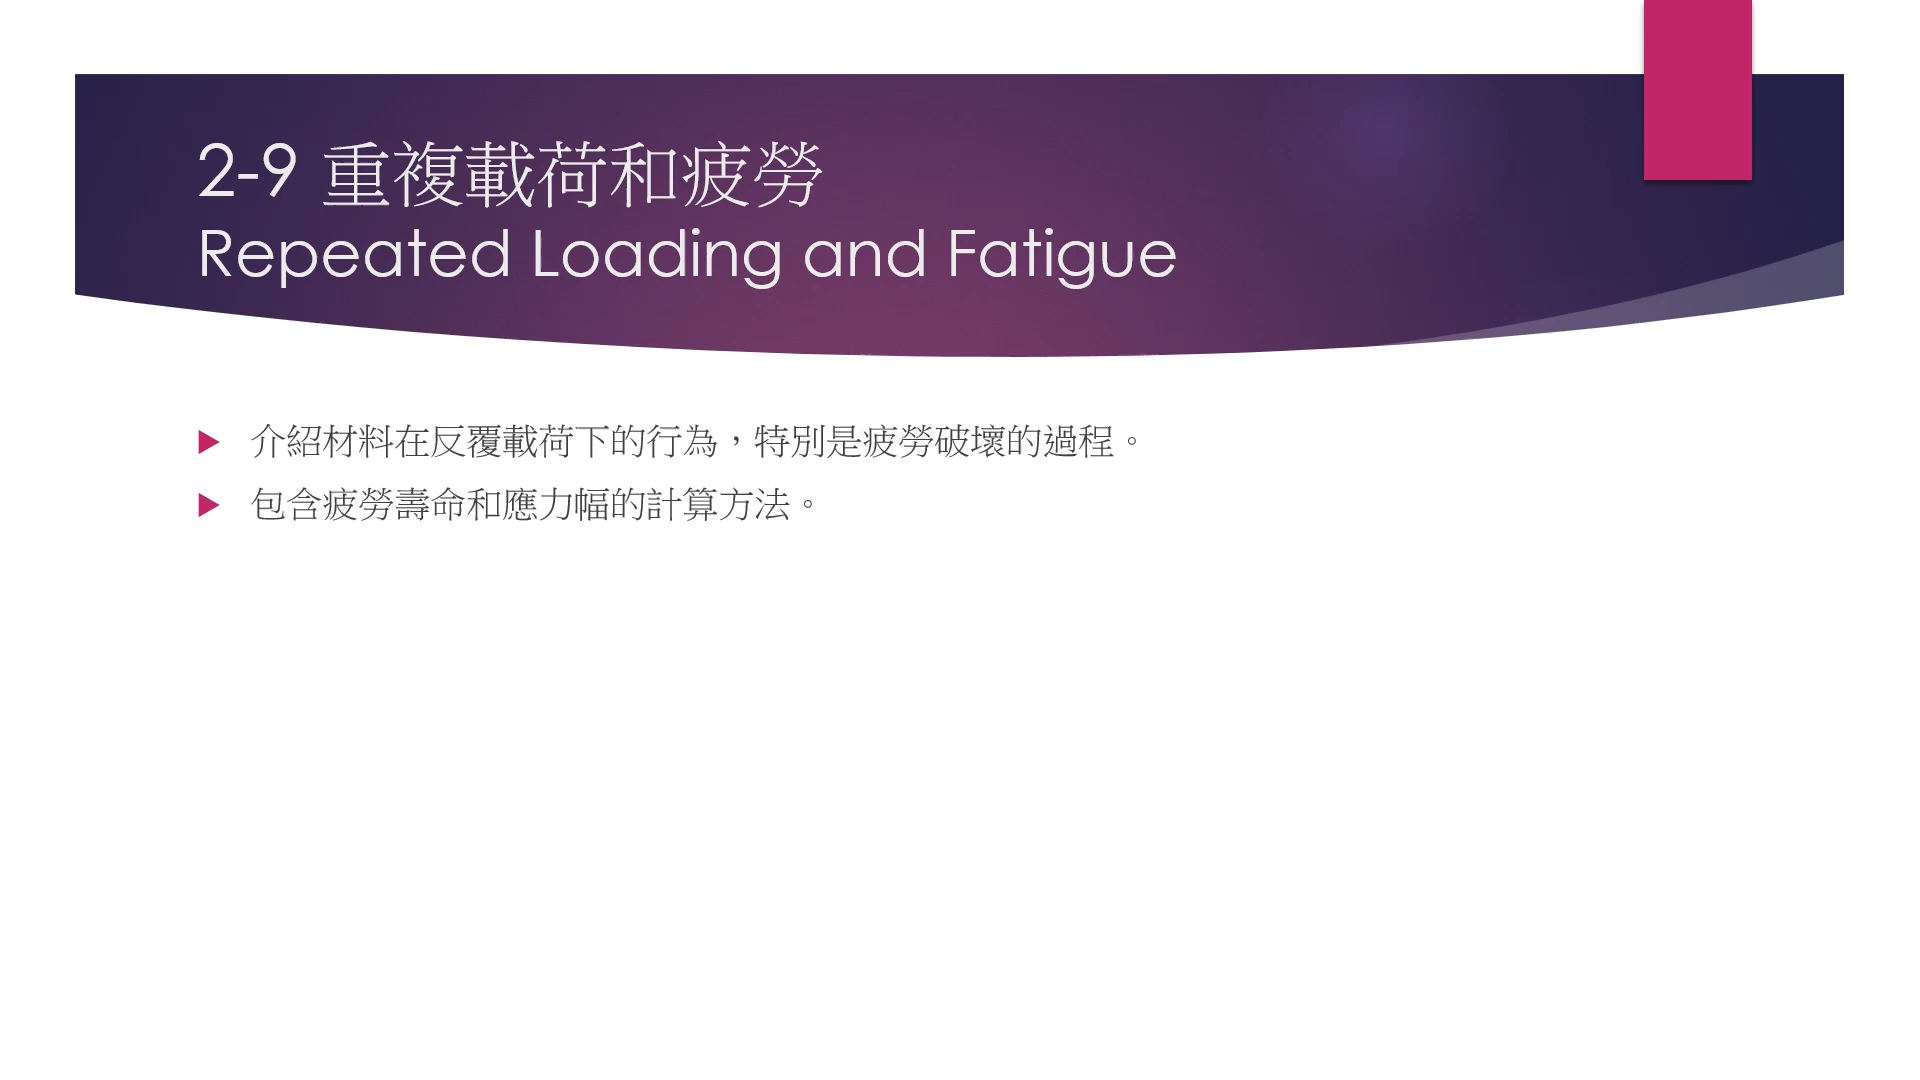 2-9 重複載荷和疲勞
Repeated Loading and Fatigue
介紹材料在反覆載荷下的行為，特別是疲勞破壞的過程。
包含疲勞壽命和應力幅的計算方法。